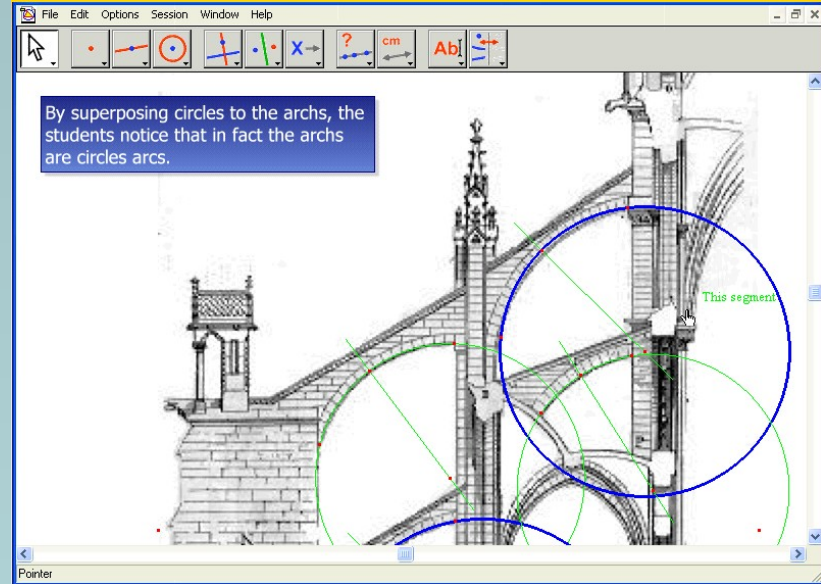 File Edit Options Session Window Help
? cm Ab
By superposing circles to the archs, the
students notice that in fact the archs
are circles arcs.
This segment
Pointer